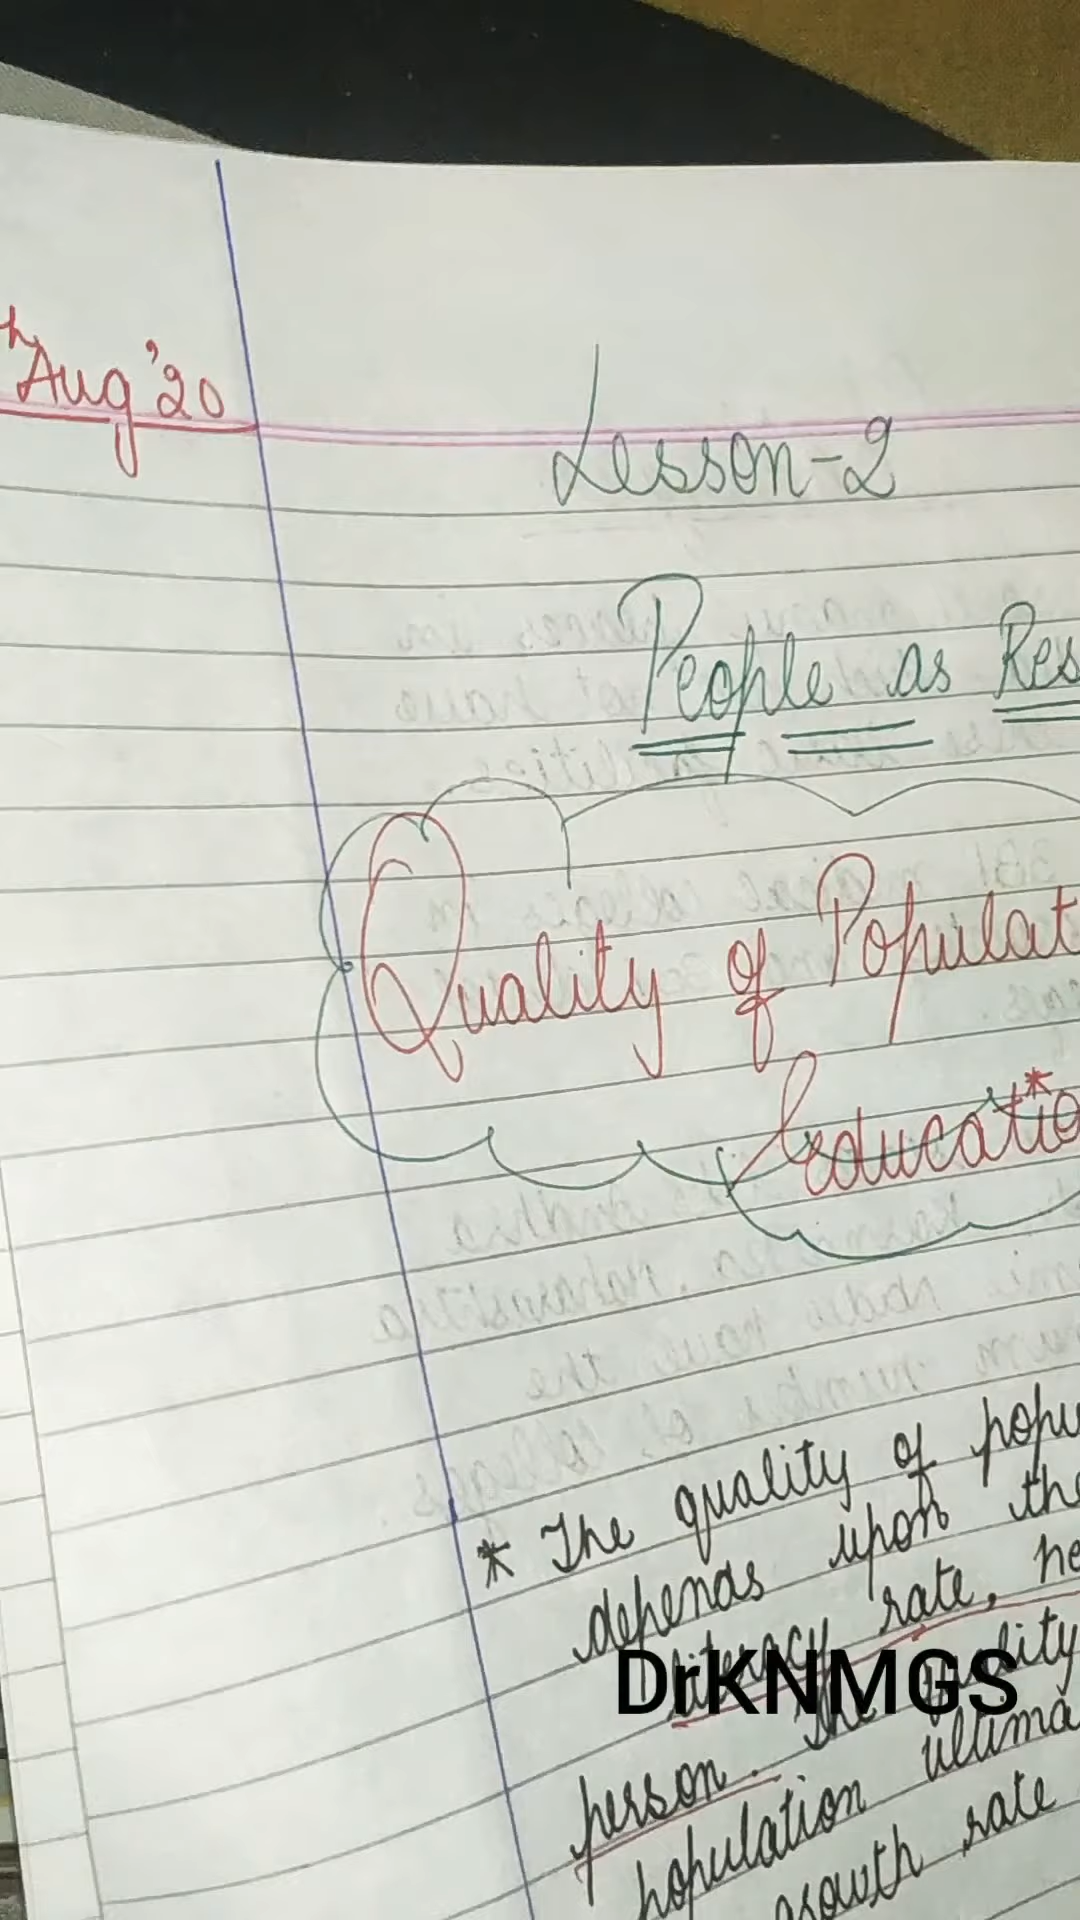 Aug '20
Lesson-2
People as Res
Quality of Populat
Education
* The quality of popu
depends upon the
literacy rate, he
person. The quality
population ultima
growth rate
DrKNMGS